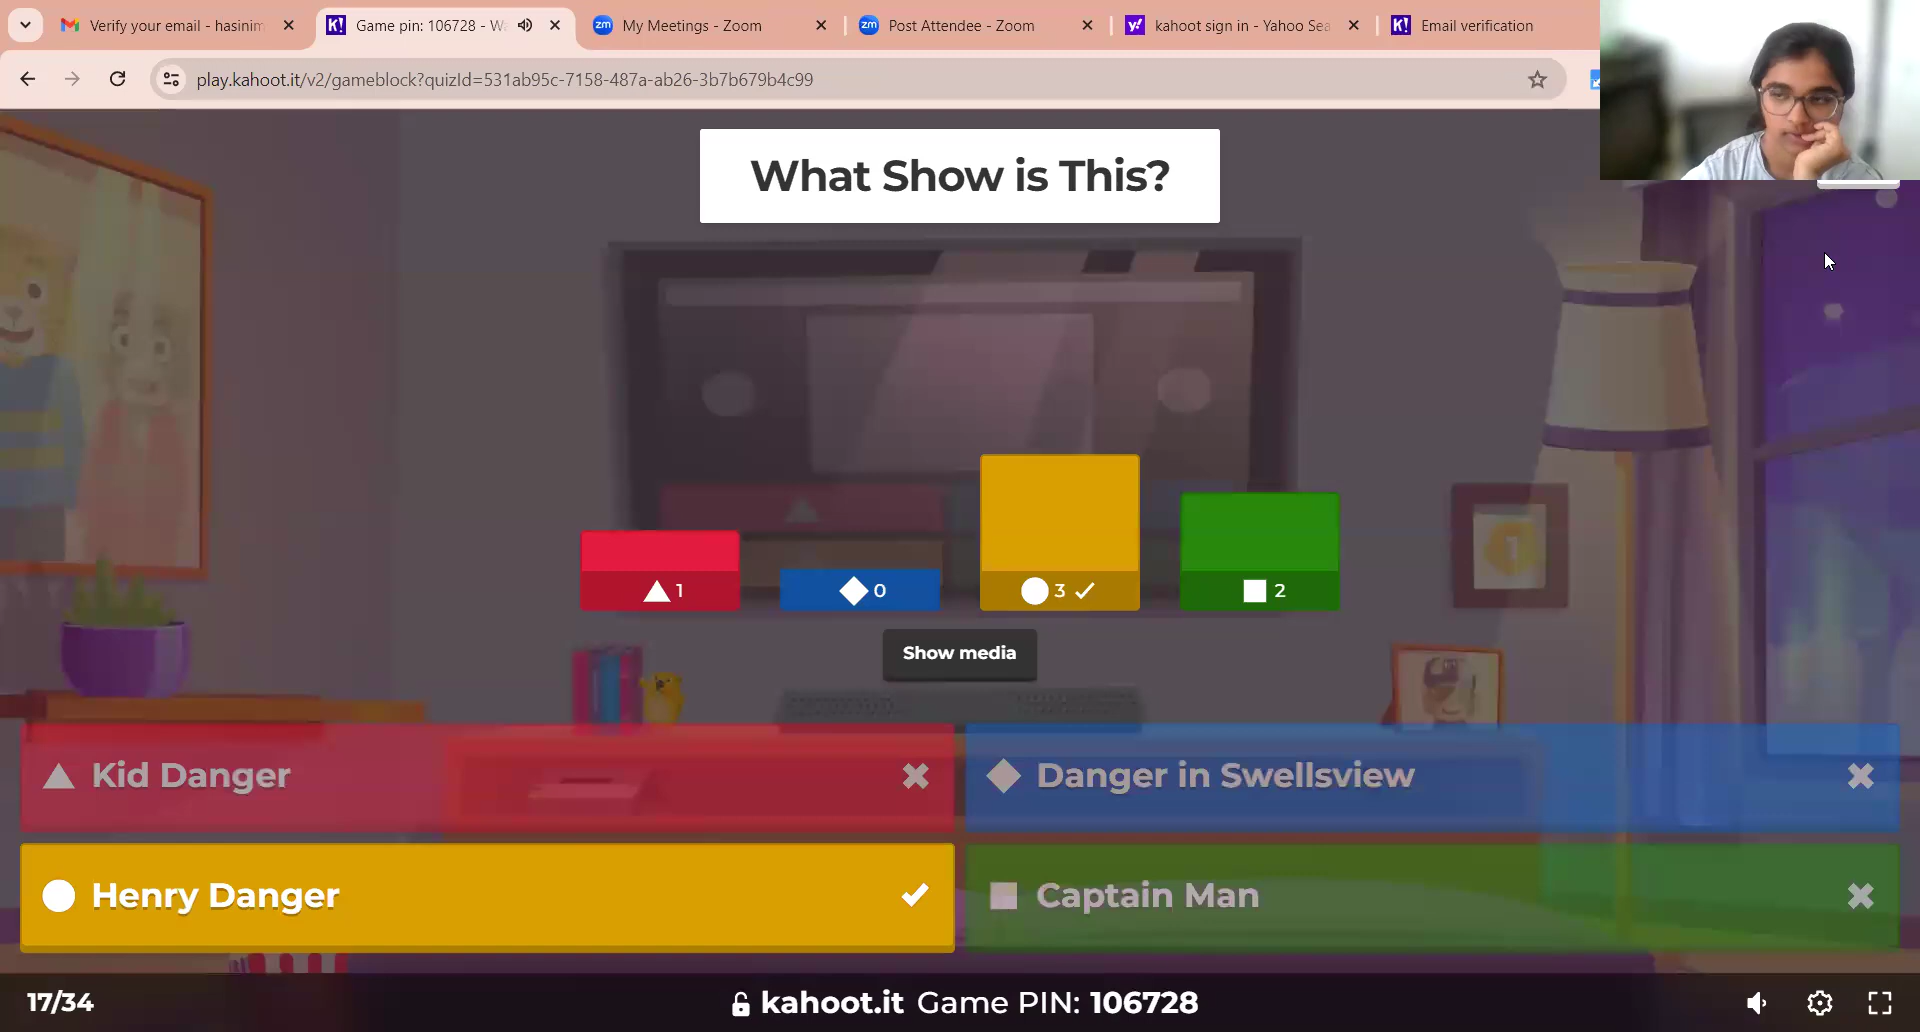 Verify your email - hasinim
Game pin: 106728 - Wa
My Meetings - Zoom
Post Attendee - Zoom
kahoot sign in - Yahoo Sea
Email verification
play.kahoot.it/v2/gameblock?quizId=531ab95c-7158-487a-ab26-3b7b679b4c99
What Show is This?
1
0
3
2
Show media
Kid Danger
Danger in Swellsview
Henry Danger
Captain Man
17/34
kahoot.it Game PIN: 106728